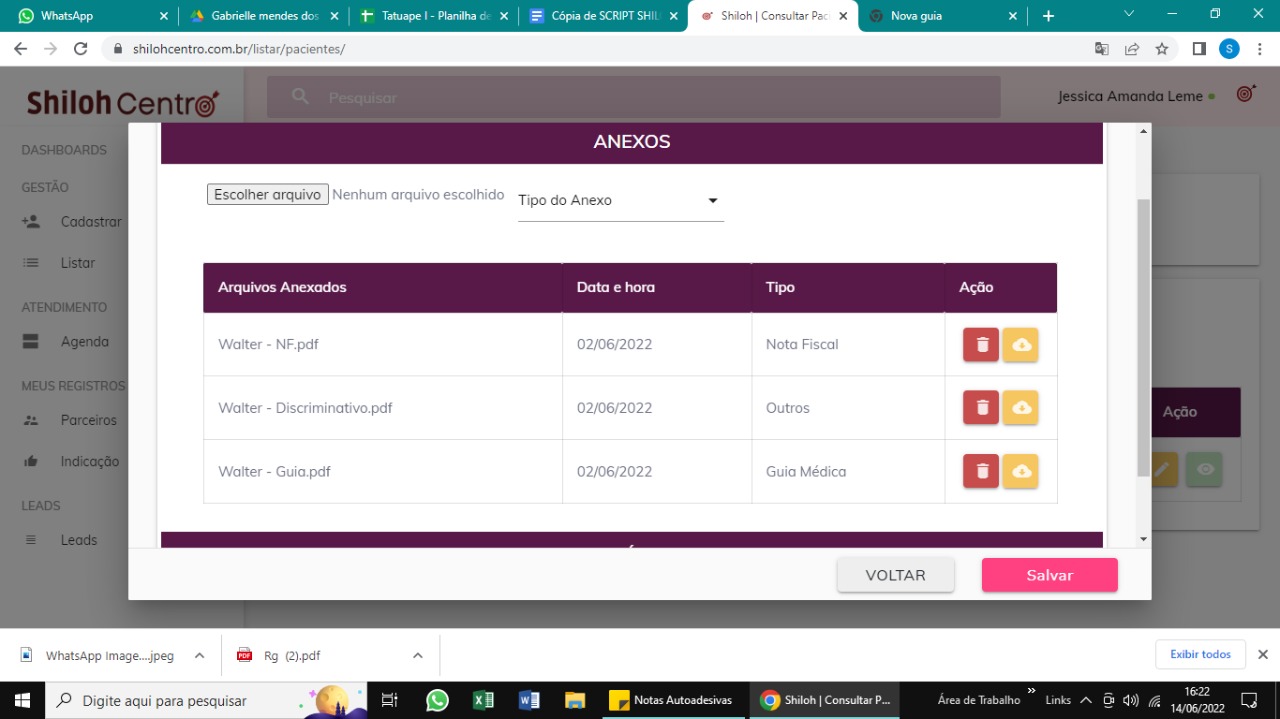 WhatsApp
Gabrielle mendes dos
Tatuape I - Planilha de
Cópia de SCRIPT SHIL
Shiloh | Consultar Pac
Nova guia
shilohcentro.com.br/listar/pacientes/
S
Shiloh Centro
Pesquisar
Jessica Amanda Leme
DASHBOARDS
GESTÃO
Cadastrar
Listar
ATENDIMENTO
Agenda
MEUS REGISTROS
Parceiros
Indicação
LEADS
Leads
ANEXOS
Escolher arquivo Nenhum arquivo escolhido
Tipo do Anexo
Arquivos Anexados Data e hora Tipo Ação
Walter - NF.pdf 02/06/2022 Nota Fiscal
Walter - Discriminativo.pdf 02/06/2022 Outros
Walter - Guia.pdf 02/06/2022 Guia Médica
Ação
VOLTAR
Salvar
WhatsApp Image....jpeg
PDF
Rg (2).pdf
Exibir todos
Digite aqui para pesquisar
Notas Autoadesivas
Shiloh | Consultar P...
Área de Trabalho
Links
16:22
14/06/2022